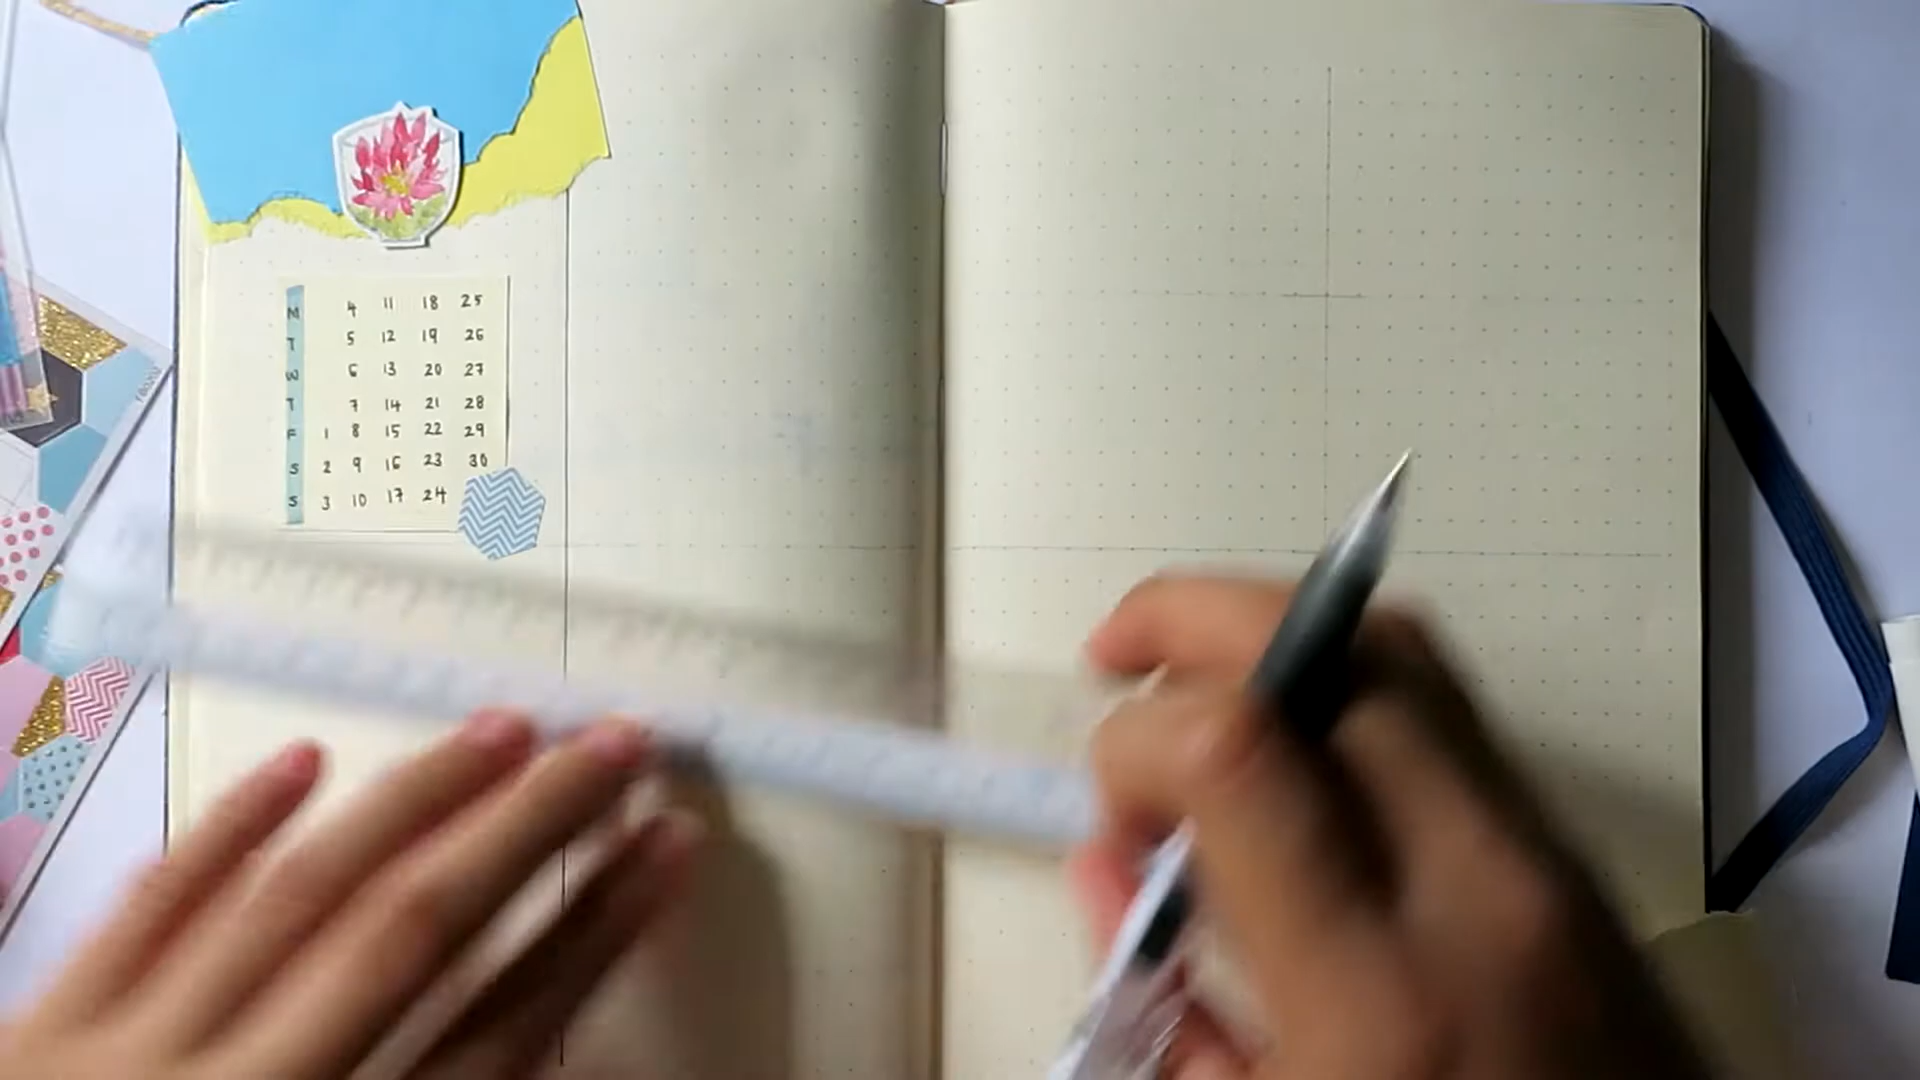 M 4 11 18 25
T 5 12 19 26
W 6 13 20 27
T 7 14 21 28
F 1 8 15 22 29
S 2 9 16 23 30
S 3 10 17 24